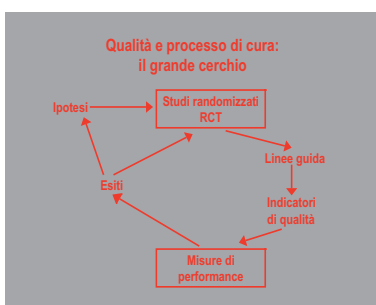 Qualità e processo di cura:
il grande cerchio
Ipotesi
Studi randomizzati
RCT
Linee guida
Esiti
Indicatori
di qualità
Misure di
performance